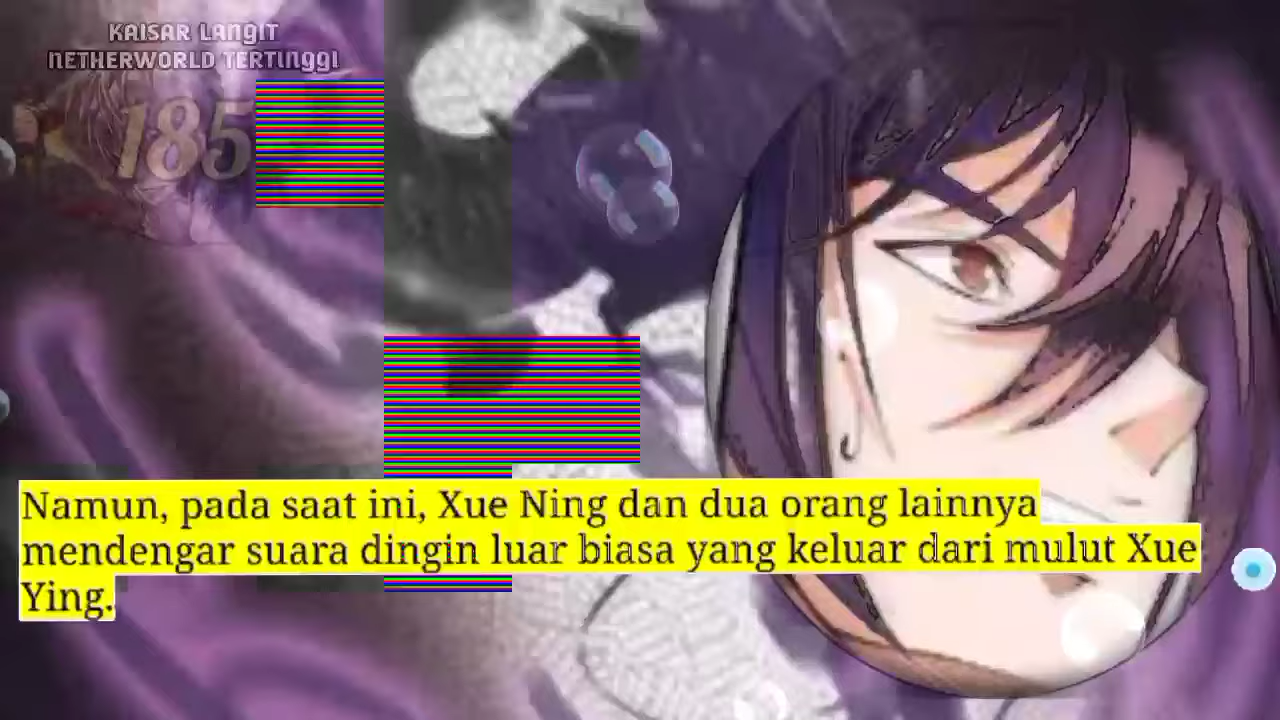 KAISAR LANGIT
NETHERWORLD TERTINGGI
185
Namun, pada saat ini, Xue Ning dan dua orang lainnya
mendengar suara dingin luar biasa yang keluar dari mulut Xue
Ying.